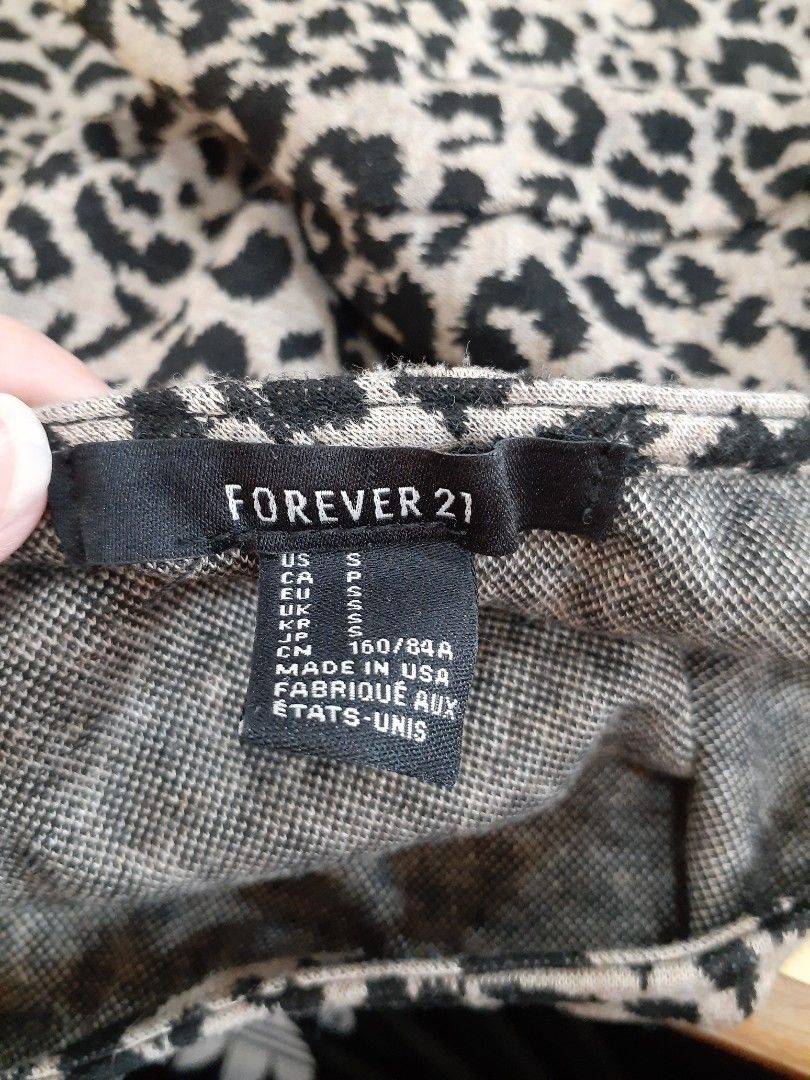 FOREVER 21
US S
CA P
EU S
UK S
KR S
JP S
CN 160/84A
MADE IN USA
FABRIQUÉ AUX
ÉTATS-UNIS